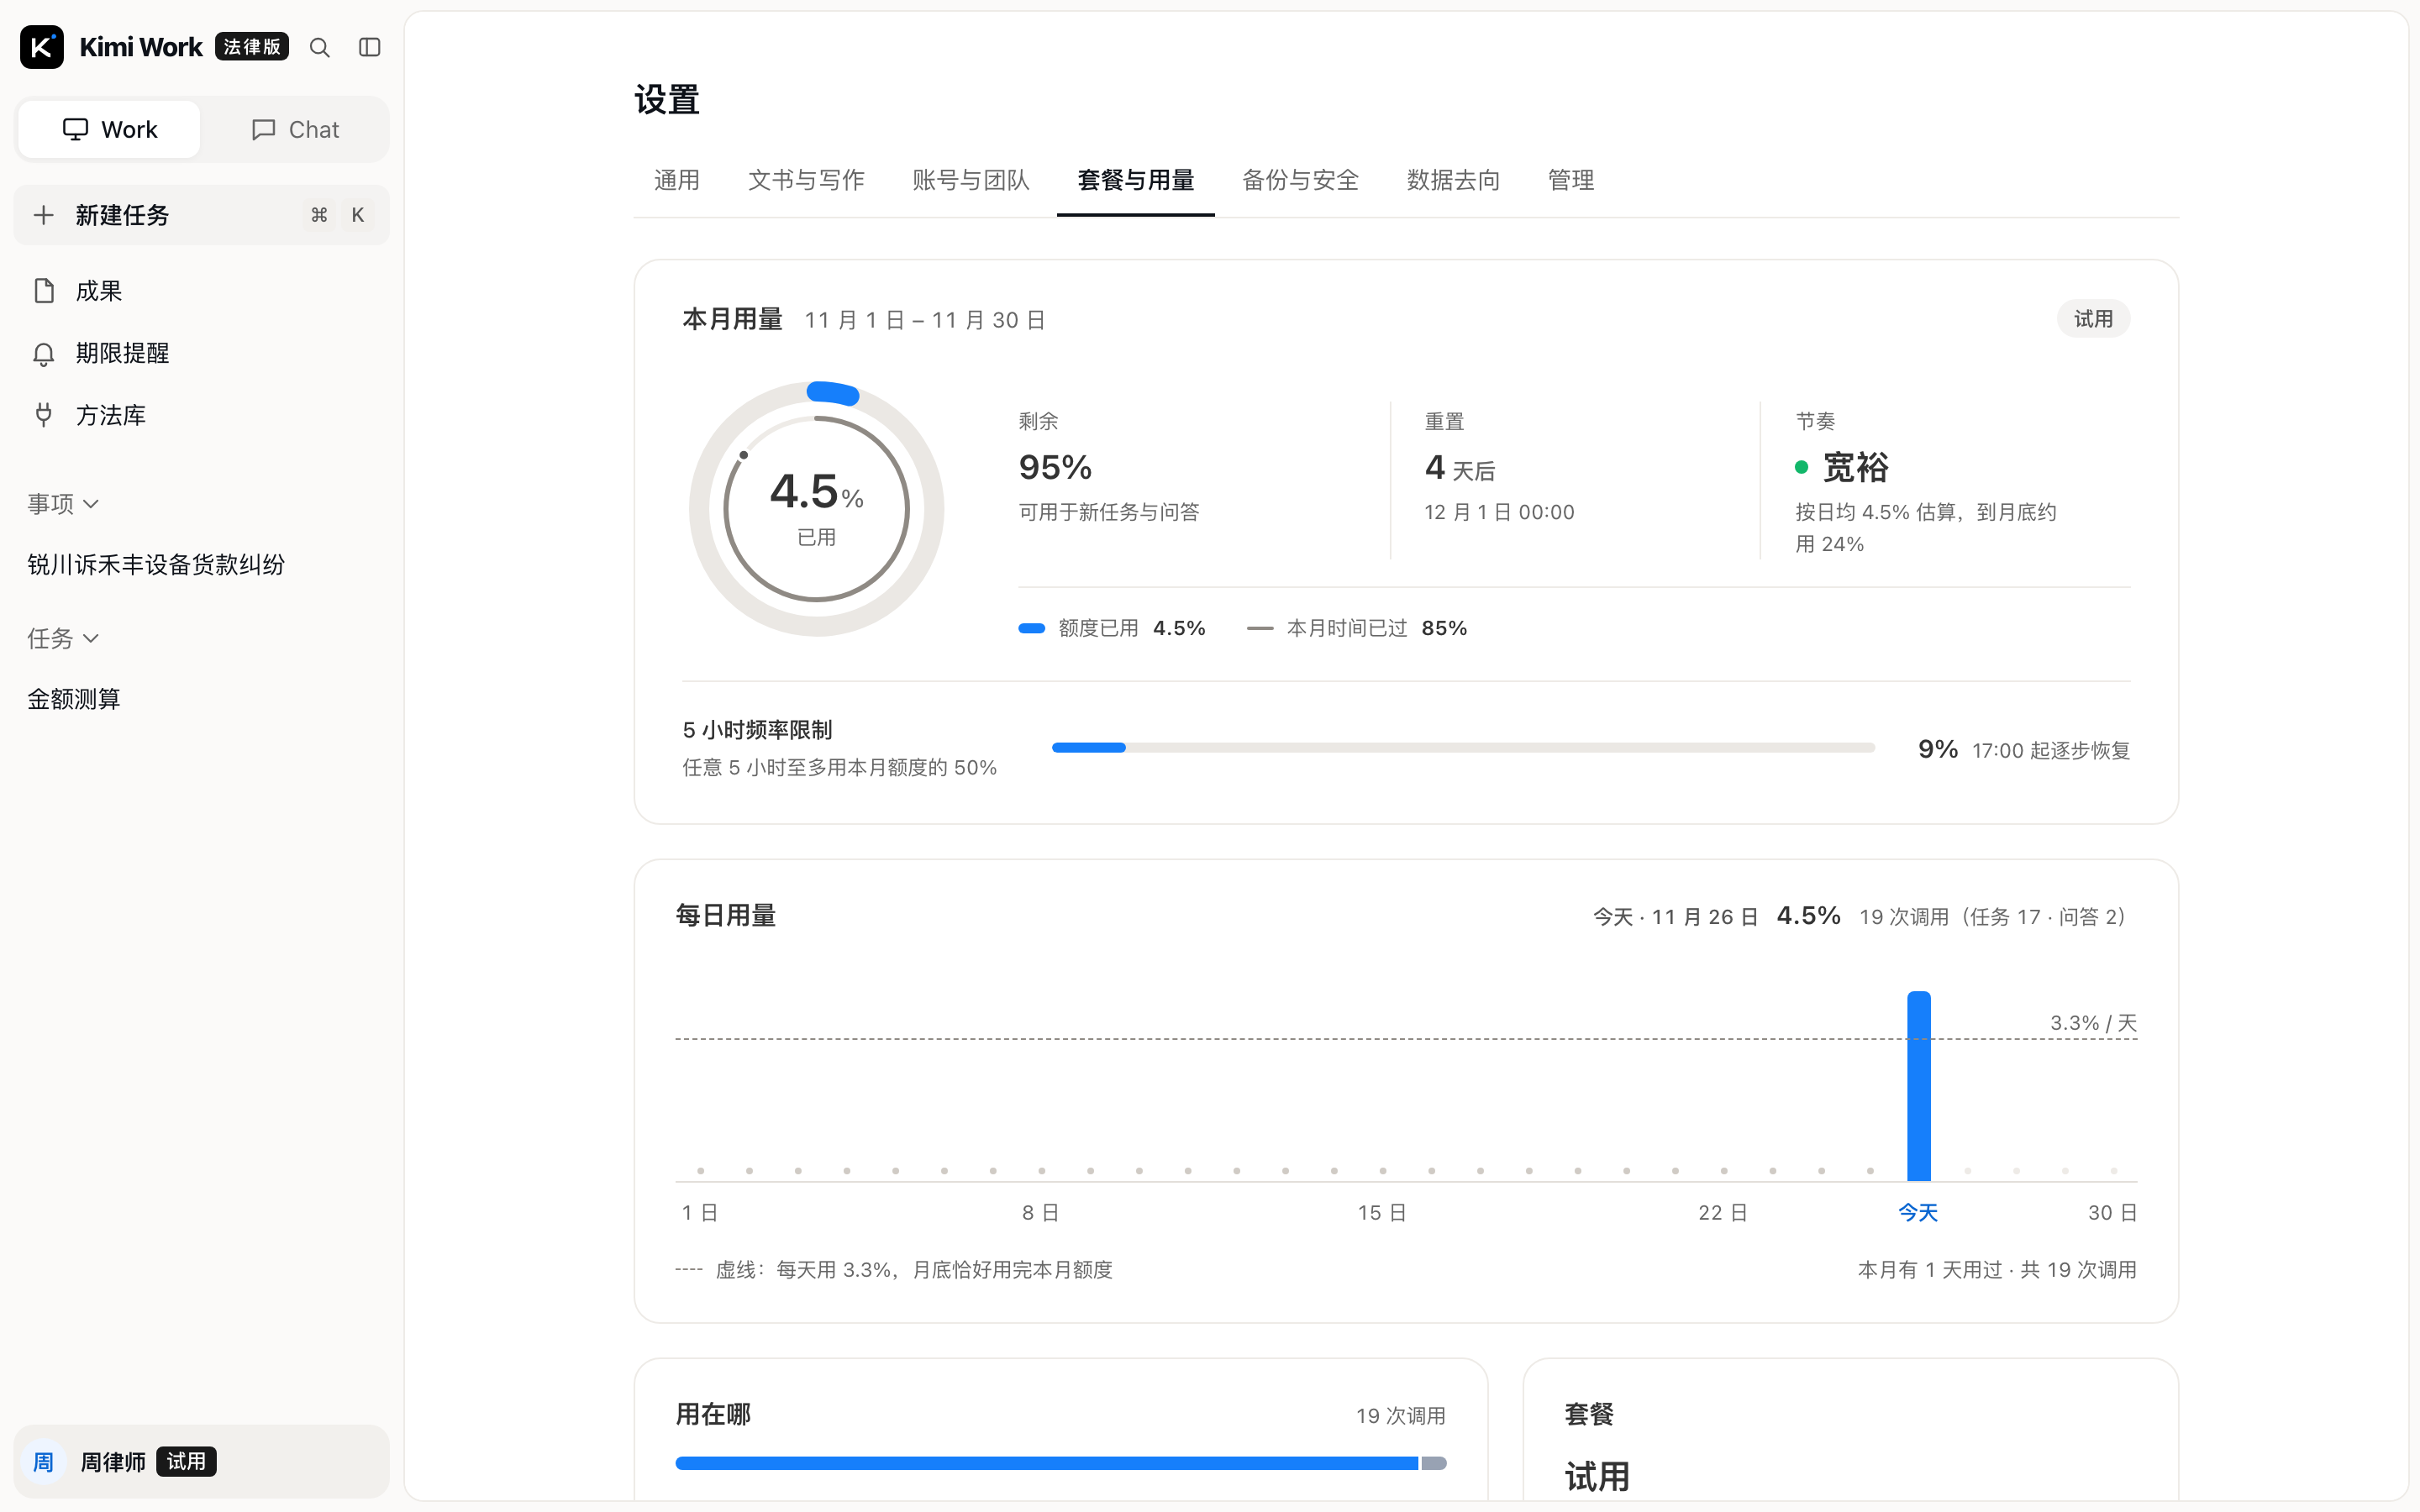 Kimi Work 法律版
Work
Chat
新建任务 ⌘ K
成果
期限提醒
方法库
事项
锐川诉禾丰设备货款纠纷
任务
金额测算
周 周律师 试用
设置
通用 文书与写作 账号与团队 套餐与用量 备份与安全 数据去向 管理
本月用量 11 月 1 日 – 11 月 30 日 试用
4.5%
已用
剩余
95%
可用于新任务与问答
重置
4 天后
12 月 1 日 00:00
节奏
宽裕
按日均 4.5% 估算，到月底约
用 24%
额度已用 4.5% 本月时间已过 85%
5 小时频率限制
任意 5 小时至多用本月额度的 50%
9% 17:00 起逐步恢复
每日用量 今天 · 11 月 26 日 4.5% 19 次调用（任务 17 · 问答 2）
3.3% / 天
1 日 8 日 15 日 22 日 今天 30 日
虚线：每天用 3.3%，月底恰好用完本月额度 本月有 1 天用过 · 共 19 次调用
用在哪 19 次调用
套餐
试用